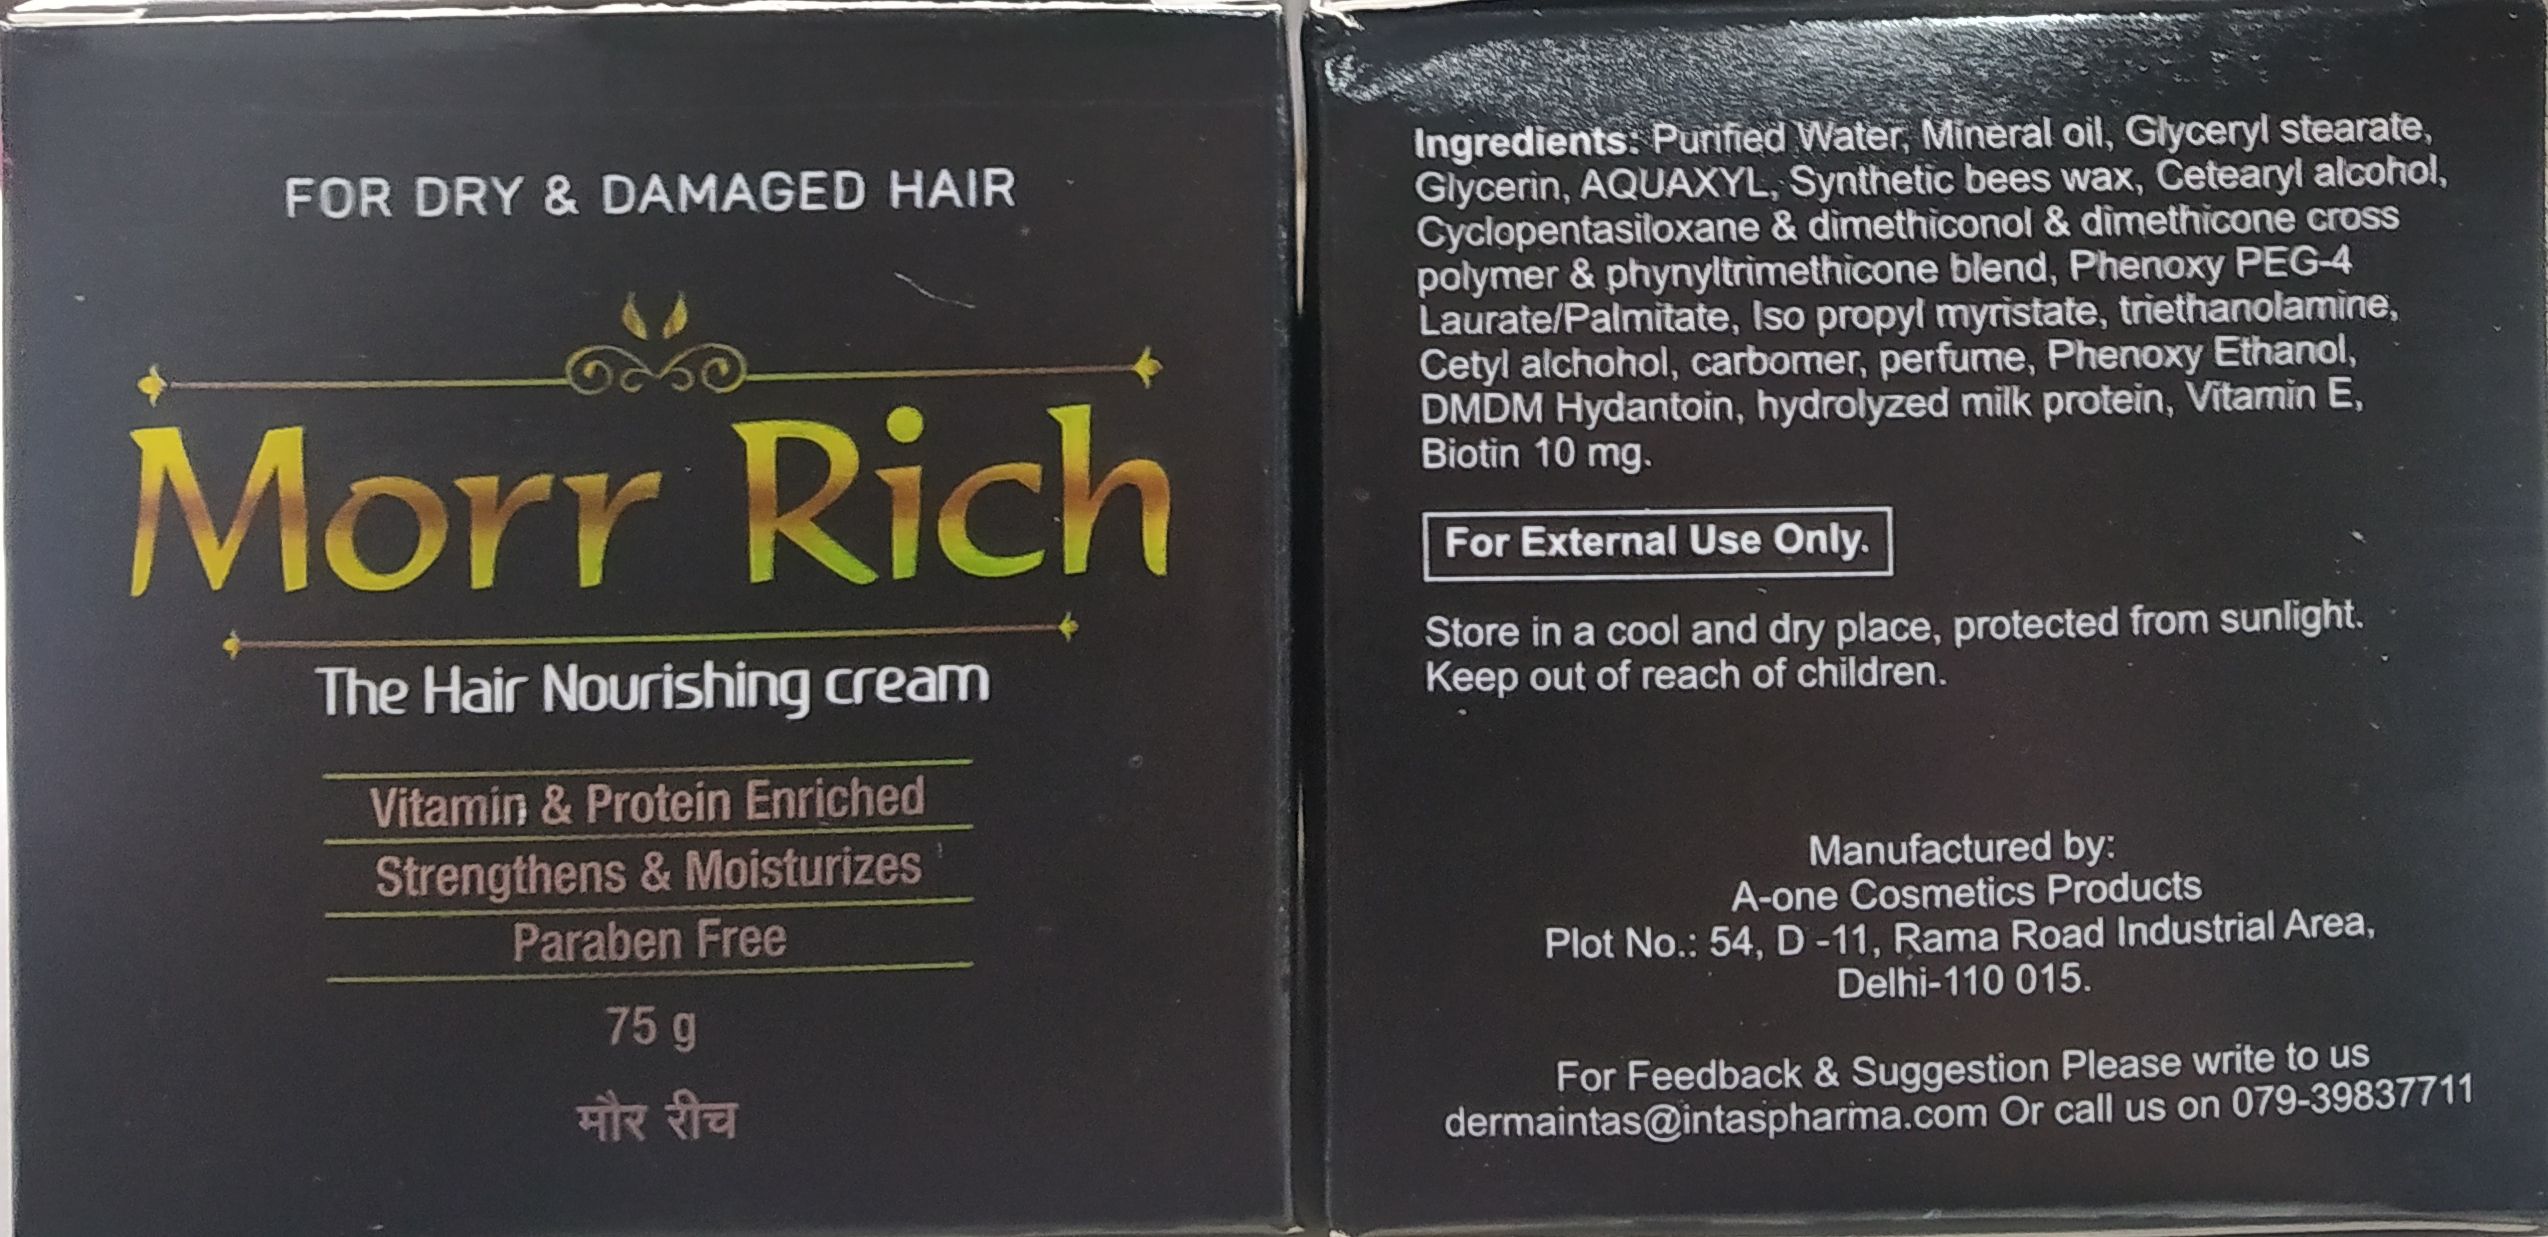 FOR DRY & DAMAGED HAIR
Morr Rich
The Hair Nourishing cream
Vitamin & Protein Enriched
Strengthens & Moisturizes
Paraben Free
75 g
मौर रीच
Ingredients: Purified Water, Mineral oil, Glyceryl stearate,
Glycerin, AQUAXYL, Synthetic bees wax, Cetearyl alcohol,
Cyclopentasiloxane & dimethiconol & dimethicone cross
polymer & phynyltrimethicone blend, Phenoxy PEG-4
Laurate/Palmitate, Iso propyl myristate, triethanolamine,
Cetyl alchohol, carbomer, perfume, Phenoxy Ethanol,
DMDM Hydantoin, hydrolyzed milk protein, Vitamin E,
Biotin 10 mg.
For External Use Only.
Store in a cool and dry place, protected from sunlight.
Keep out of reach of children.
Manufactured by:
A-one Cosmetics Products
Plot No.: 54, D -11, Rama Road Industrial Area,
Delhi-110 015.
For Feedback & Suggestion Please write to us
dermaintas@intaspharma.com Or call us on 079-39837711